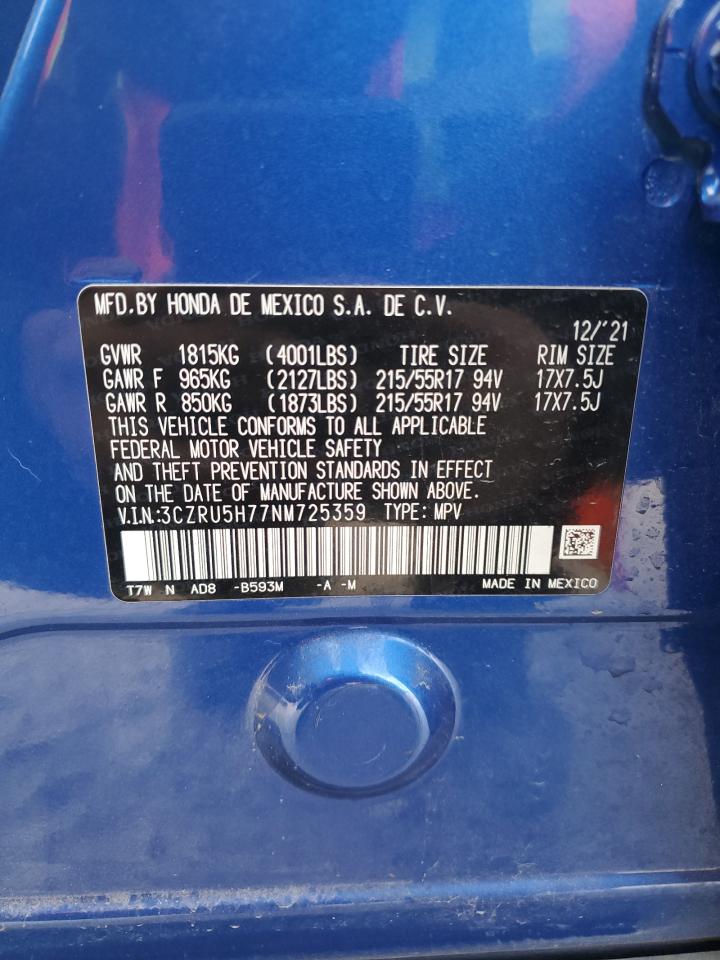 MFD.BY HONDA DE MEXICO S.A. DE C.V.
12/'21
GVWR 1815KG (4001LBS) TIRE SIZE RIM SIZE
GAWR F 965KG (2127LBS) 215/55R17 94V 17X7.5J
GAWR R 850KG (1873LBS) 215/55R17 94V 17X7.5J
THIS VEHICLE CONFORMS TO ALL APPLICABLE
FEDERAL MOTOR VEHICLE SAFETY
AND THEFT PREVENTION STANDARDS IN EFFECT
ON THE DATE OF MANUFACTURE SHOWN ABOVE.
V.I.N.:3CZRU5H77NM725359 TYPE: MPV
T7W N AD8 -B593M -A -M MADE IN MEXICO